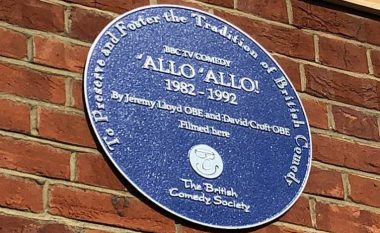 To Preserve and Foster the Tradition of British Comedy
BBC TV COMEDY
'ALLO 'ALLO!
1982 - 1992
By Jeremy Lloyd OBE and David Croft OBE
Filmed here
The British
Comedy Society